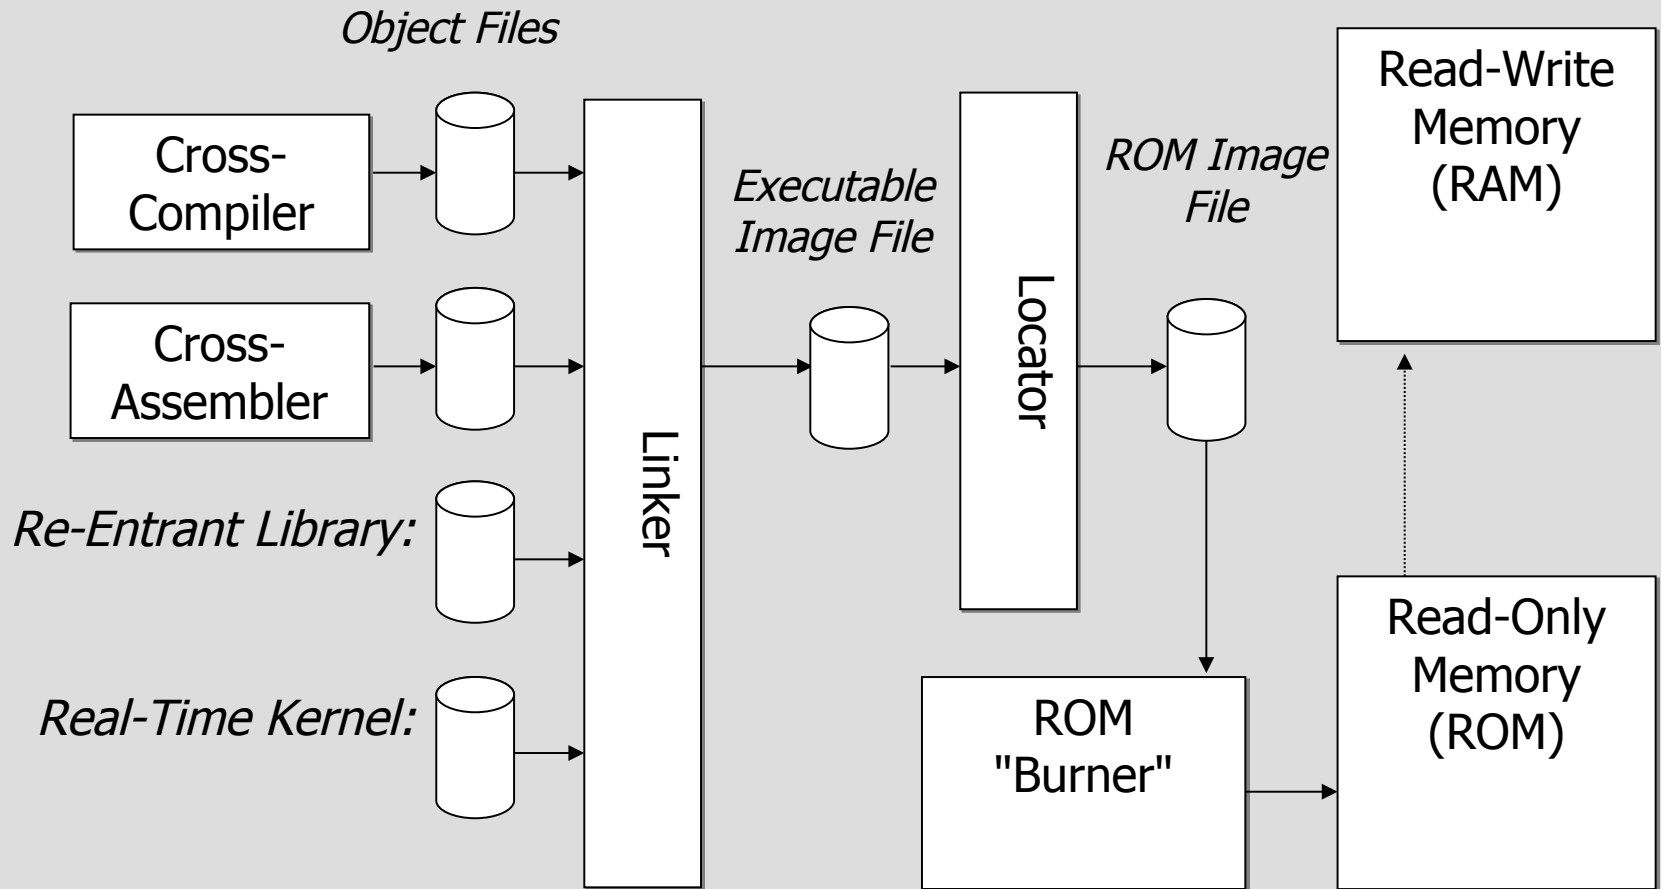 Object Files
Cross-
Compiler
Cross-
Assembler
Re-Entrant Library:
Real-Time Kernel:
Linker
Executable
Image File
Locator
ROM Image
File
ROM
"Burner"
Read-Write
Memory
(RAM)
Read-Only
Memory
(ROM)